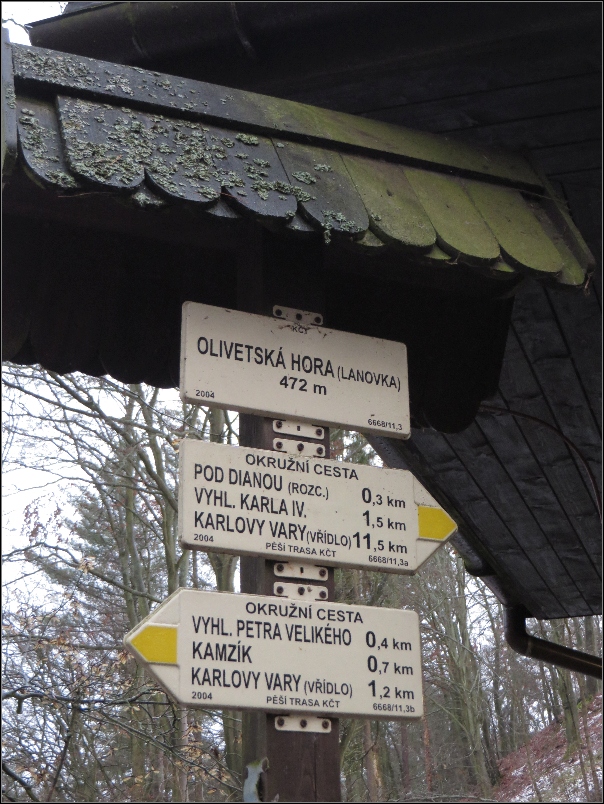 KČT
OLIVETSKÁ HORA (LANOVKA)
472 m
2004 6668/11,3
OKRUŽNÍ CESTA
POD DIANOU (ROZC.) 0,3 KM
VYHL. KARLA IV. 1,5 KM
KARLOVY VARY (VŘÍDLO) 11,5 KM
2004 PĚŠÍ TRASA KČT 6668/11,3a
OKRUŽNÍ CESTA
VYHL. PETRA VELIKÉHO 0,4 KM
KAMZÍK 0,7 KM
KARLOVY VARY (VŘÍDLO) 1,2 KM
2004 PĚŠÍ TRASA KČT 6668/11,3b